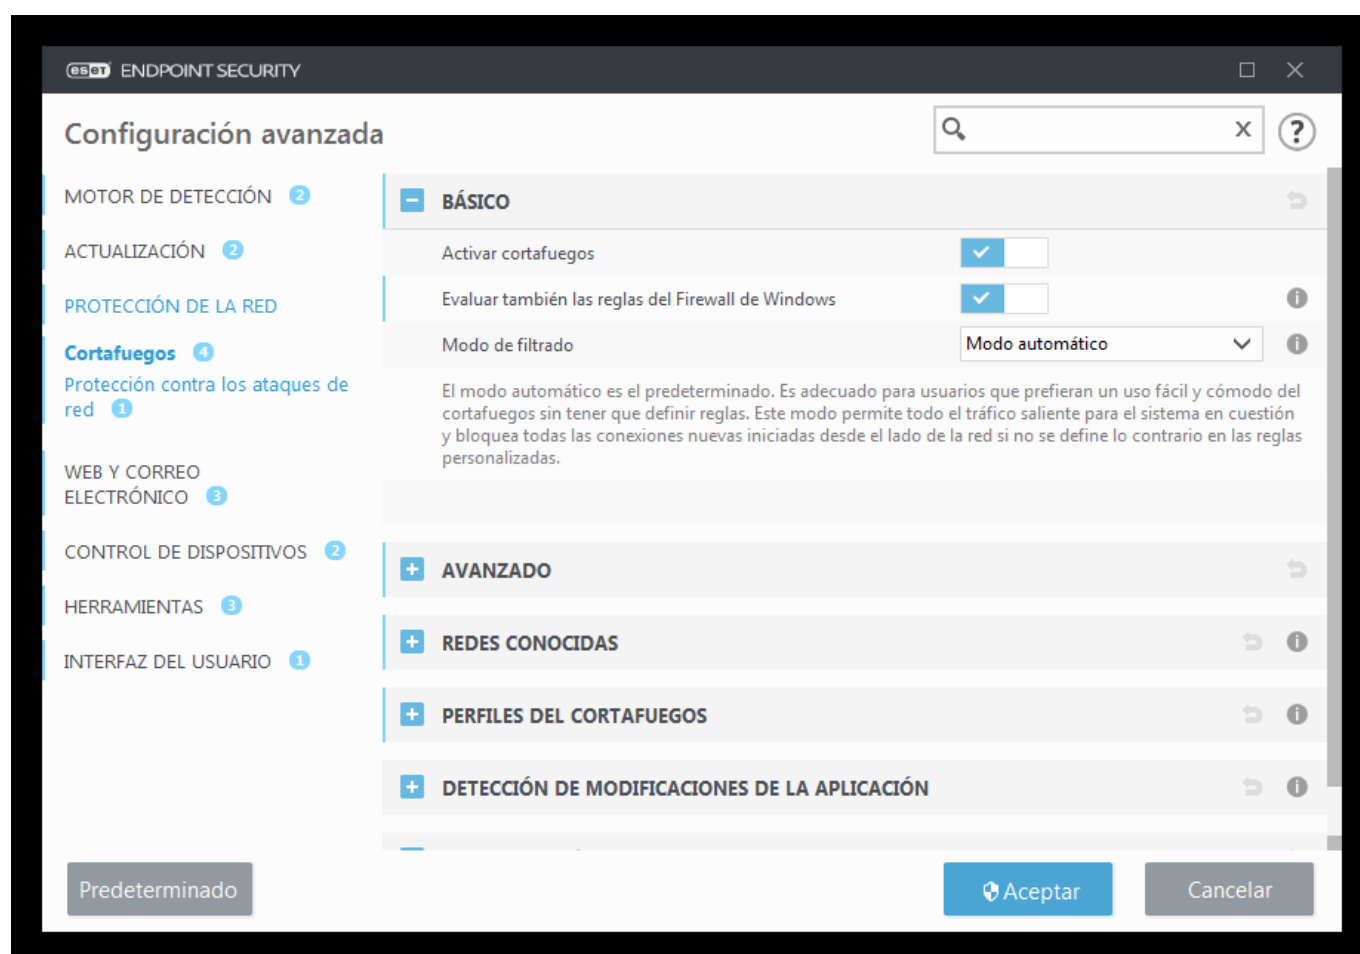 eset ENDPOINT SECURITY
Configuración avanzada
X
?
MOTOR DE DETECCIÓN 2
ACTUALIZACIÓN 2
PROTECCIÓN DE LA RED
Cortafuegos 4
Protección contra los ataques de
red 1
WEB Y CORREO
ELECTRÓNICO 3
CONTROL DE DISPOSITIVOS 2
HERRAMIENTAS 3
INTERFAZ DEL USUARIO 1
BÁSICO
Activar cortafuegos
Evaluar también las reglas del Firewall de Windows
Modo de filtrado
Modo automático
El modo automático es el predeterminado. Es adecuado para usuarios que prefieran un uso fácil y cómodo del
cortafuegos sin tener que definir reglas. Este modo permite todo el tráfico saliente para el sistema en cuestión
y bloquea todas las conexiones nuevas iniciadas desde el lado de la red si no se define lo contrario en las reglas
personalizadas.
AVANZADO
REDES CONOCIDAS
PERFILES DEL CORTAFUEGOS
DETECCIÓN DE MODIFICACIONES DE LA APLICACIÓN
Predeterminado
Aceptar
Cancelar